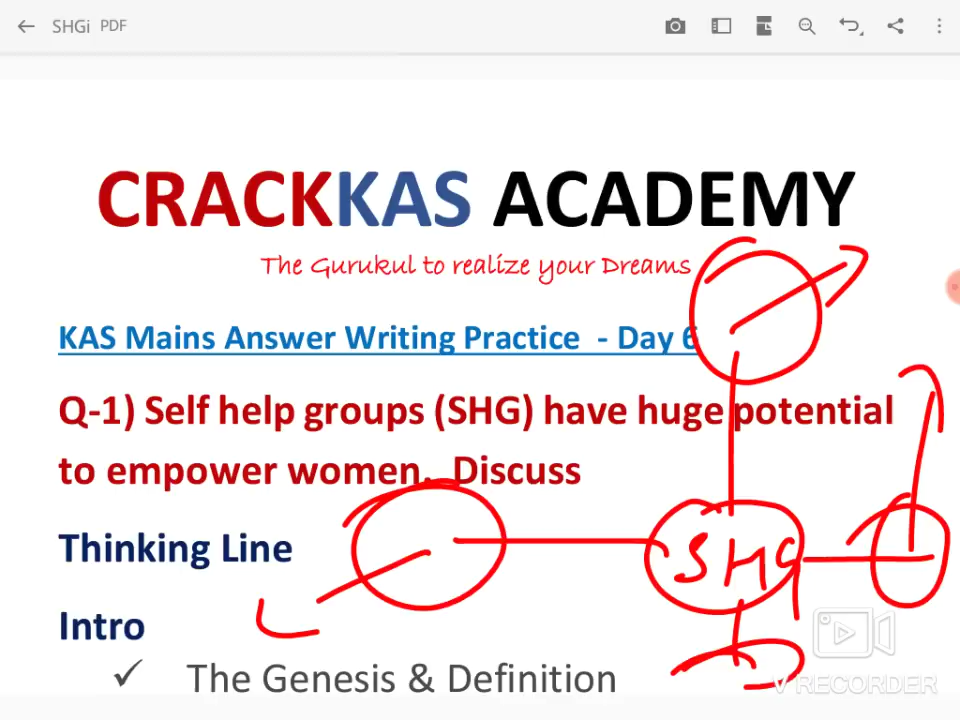 SHGi PDF
CRACKKAS ACADEMY
The Gurukul to realize your Dreams
KAS Mains Answer Writing Practice - Day 6
Q-1) Self help groups (SHG) have huge potential
to empower women. Discuss
Thinking Line
SHG
Intro
✓ The Genesis & Definition
V RECORDER